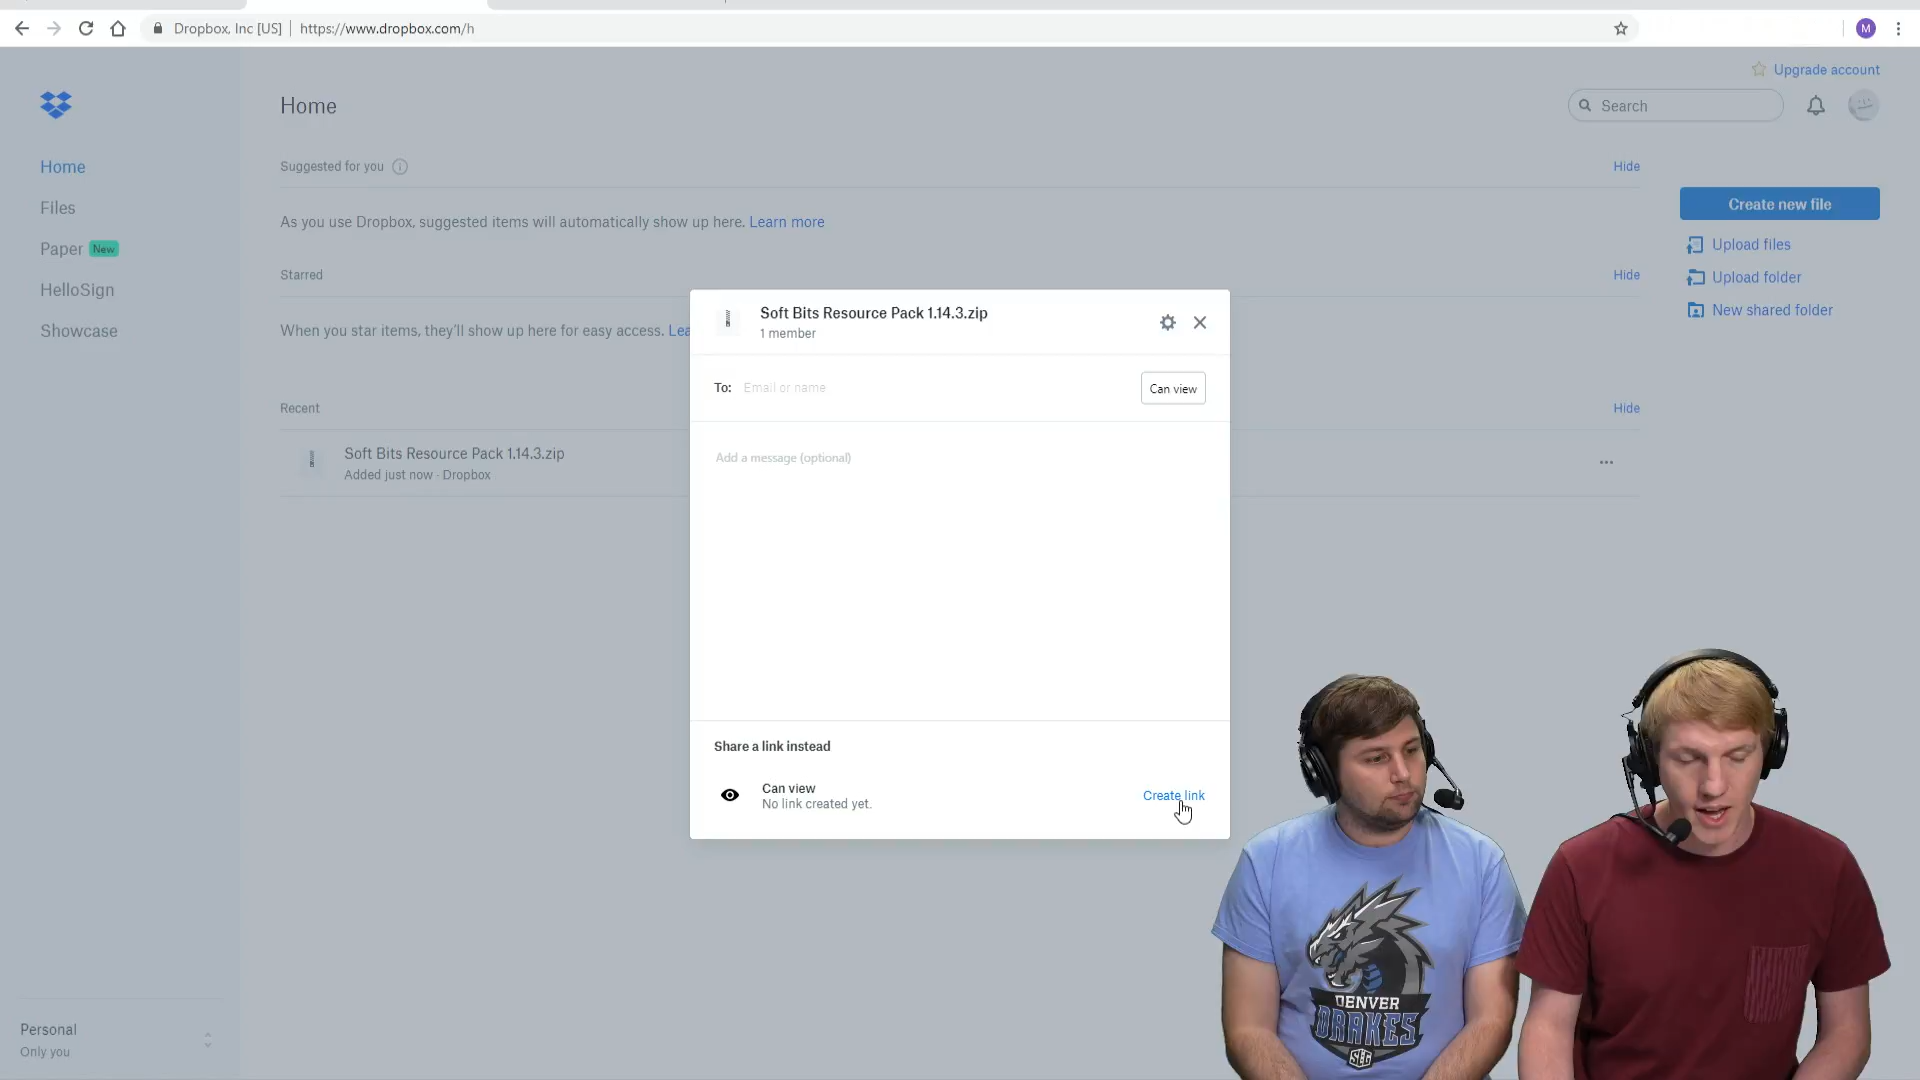 Dropbox, Inc [US] | https://www.dropbox.com/h
M
Upgrade account
Home
Search
Home
Files
Paper New
HelloSign
Showcase
Suggested for you
Hide
As you use Dropbox, suggested items will automatically show up here. Learn more
Starred
Hide
When you star items, they'll show up here for easy access. Lea
Recent
Hide
Soft Bits Resource Pack 1.14.3.zip
Added just now · Dropbox
Create new file
Upload files
Upload folder
New shared folder
Soft Bits Resource Pack 1.14.3.zip
1 member
To: Email or name
Can view
Add a message (optional)
Share a link instead
Can view
No link created yet.
Create link
Personal
Only you
DENVER
DRAKES
SEG